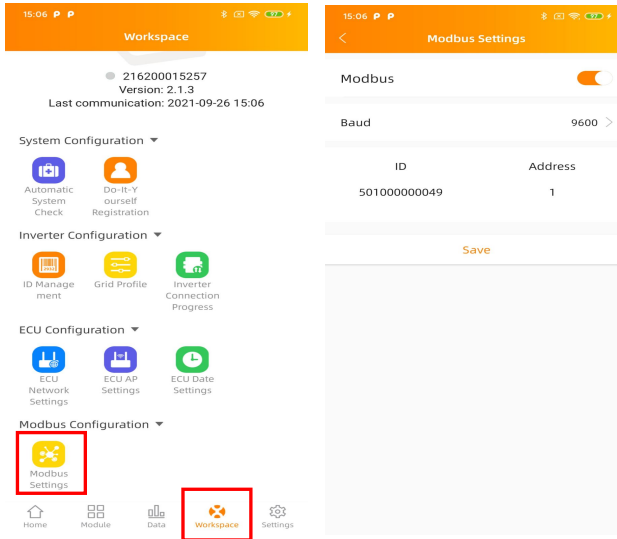 15:06 P P
97
Workspace
216200015257
Version: 2.1.3
Last communication: 2021-09-26 15:06
System Configuration
Automatic
System
Check
Do-It-Y
ourself
Registration
Inverter Configuration
ID Manage
ment
Grid Profile
Inverter
Connection
Progress
ECU Configuration
ECU
Network
Settings
ECU AP
Settings
ECU Date
Settings
Modbus Configuration
Modbus
Settings
Home
Module
Data
Workspace
Settings
15:06 P P
97
Modbus Settings
Modbus
Baud 9600
ID Address
501000000049 1
Save